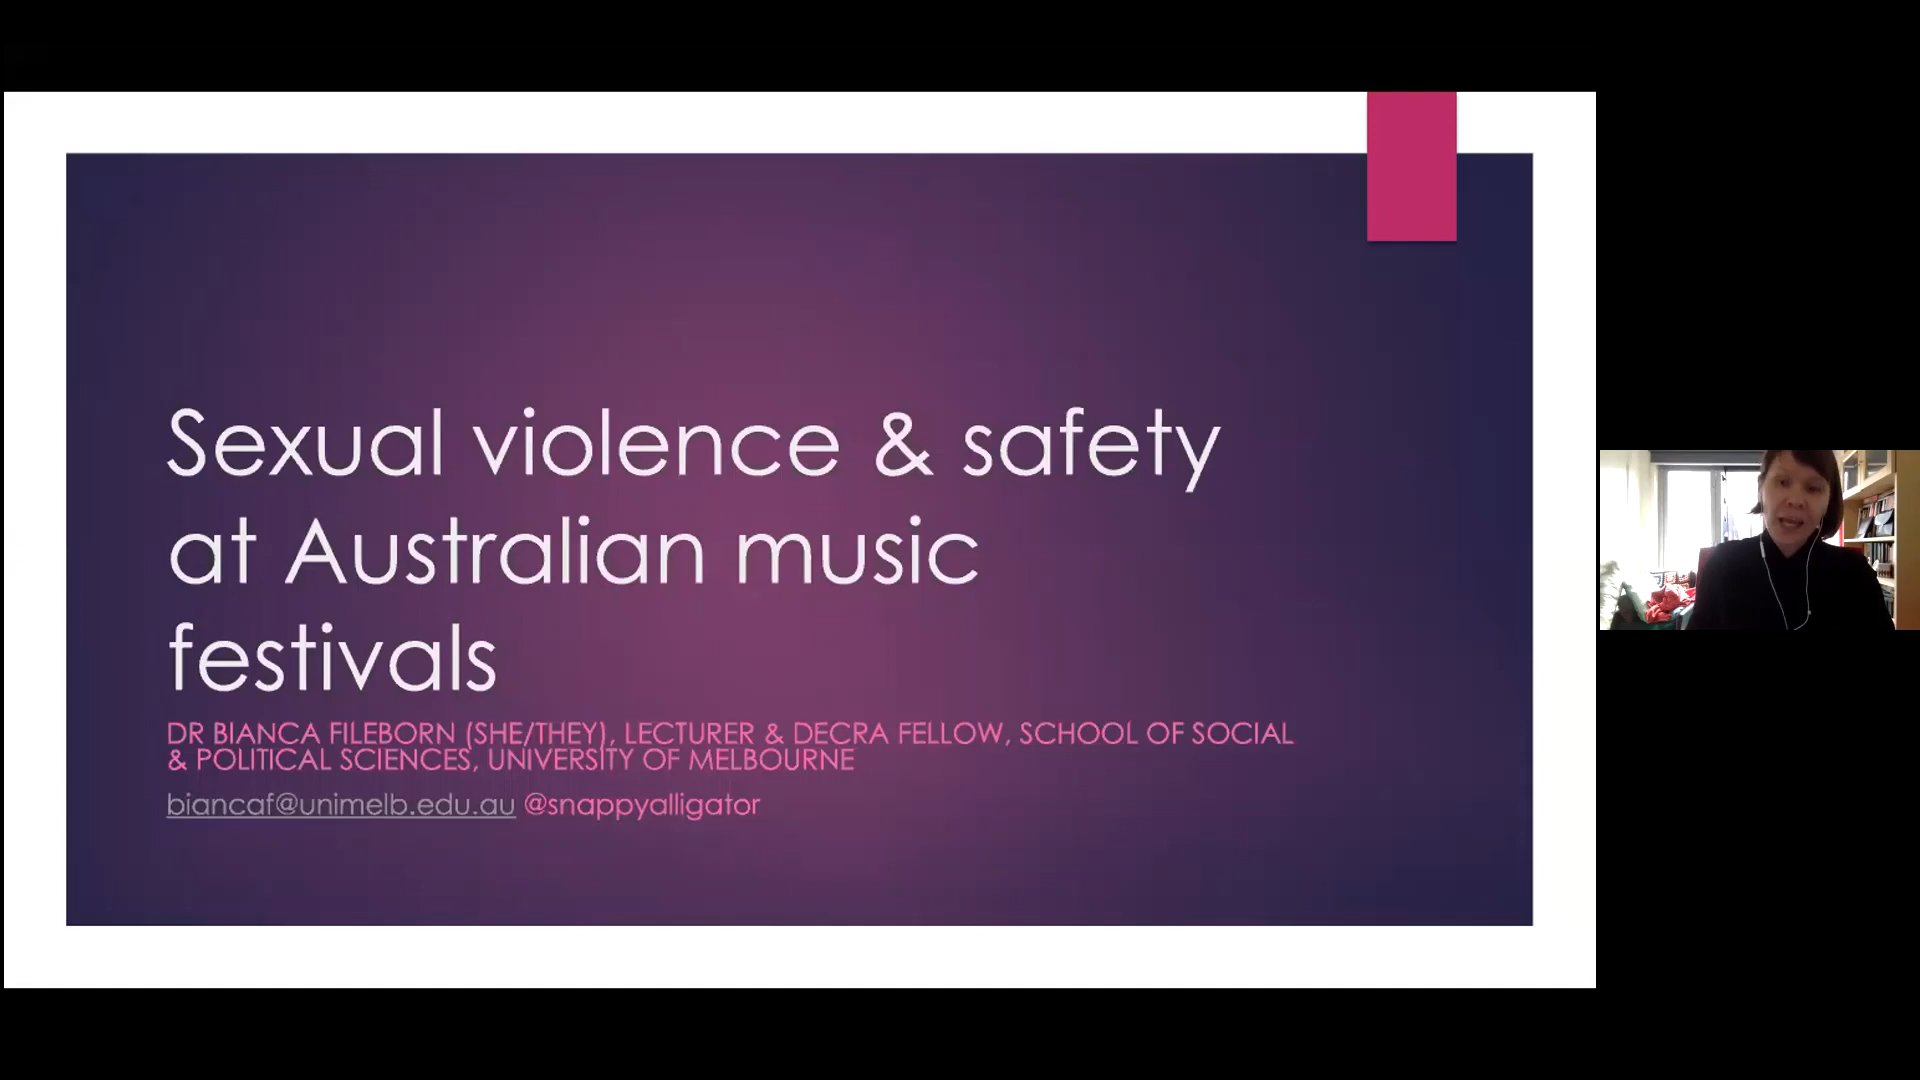 Sexual violence & safety
at Australian music
festivals
DR BIANCA FILEBORN (SHE/THEY), LECTURER & DECRA FELLOW, SCHOOL OF SOCIAL
& POLITICAL SCIENCES, UNIVERSITY OF MELBOURNE
biancaf@unimelb.edu.au @snappyalligator